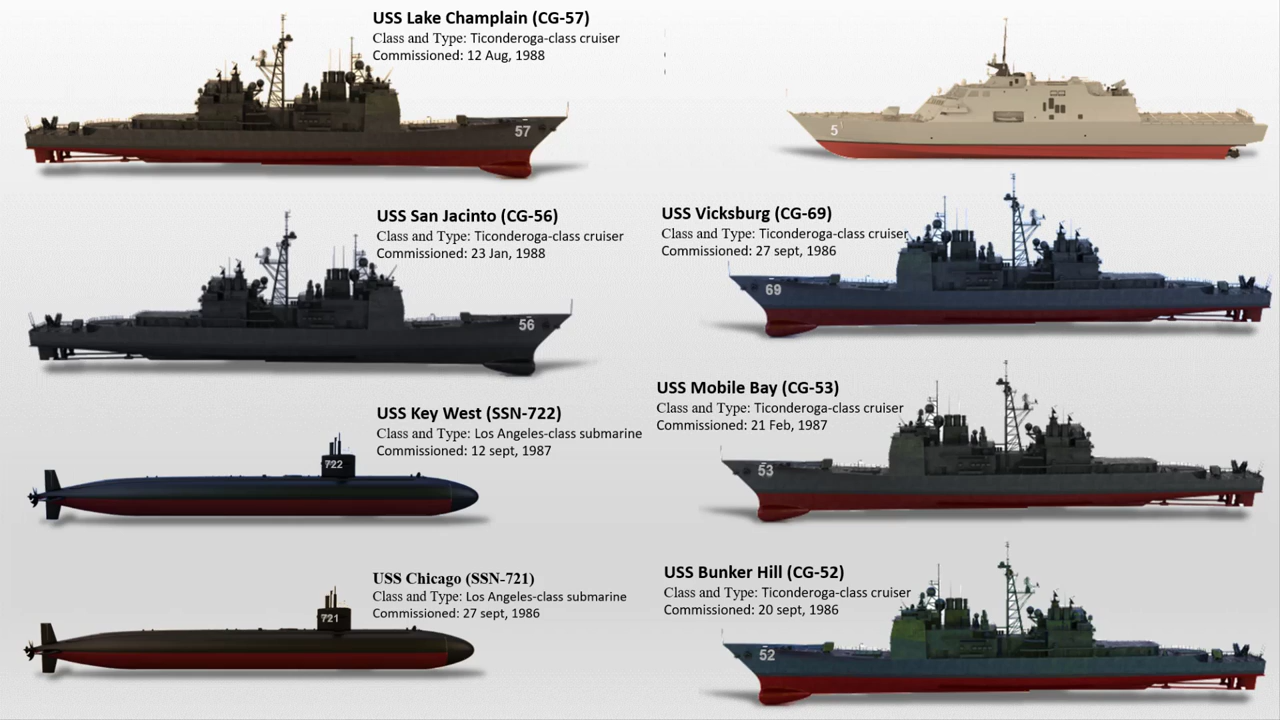 USS Lake Champlain (CG-57)
Class and Type: Ticonderoga-class cruiser
Commissioned: 12 Aug, 1988
57
5
USS San Jacinto (CG-56)
Class and Type: Ticonderoga-class cruiser
Commissioned: 23 Jan, 1988
56
USS Vicksburg (CG-69)
Class and Type: Ticonderoga-class cruiser
Commissioned: 27 sept, 1986
69
USS Key West (SSN-722)
Class and Type: Los Angeles-class submarine
Commissioned: 12 sept, 1987
722
USS Mobile Bay (CG-53)
Class and Type: Ticonderoga-class cruiser
Commissioned: 21 Feb, 1987
53
USS Chicago (SSN-721)
Class and Type: Los Angeles-class submarine
Commissioned: 27 sept, 1986
721
USS Bunker Hill (CG-52)
Class and Type: Ticonderoga-class cruiser
Commissioned: 20 sept, 1986
52